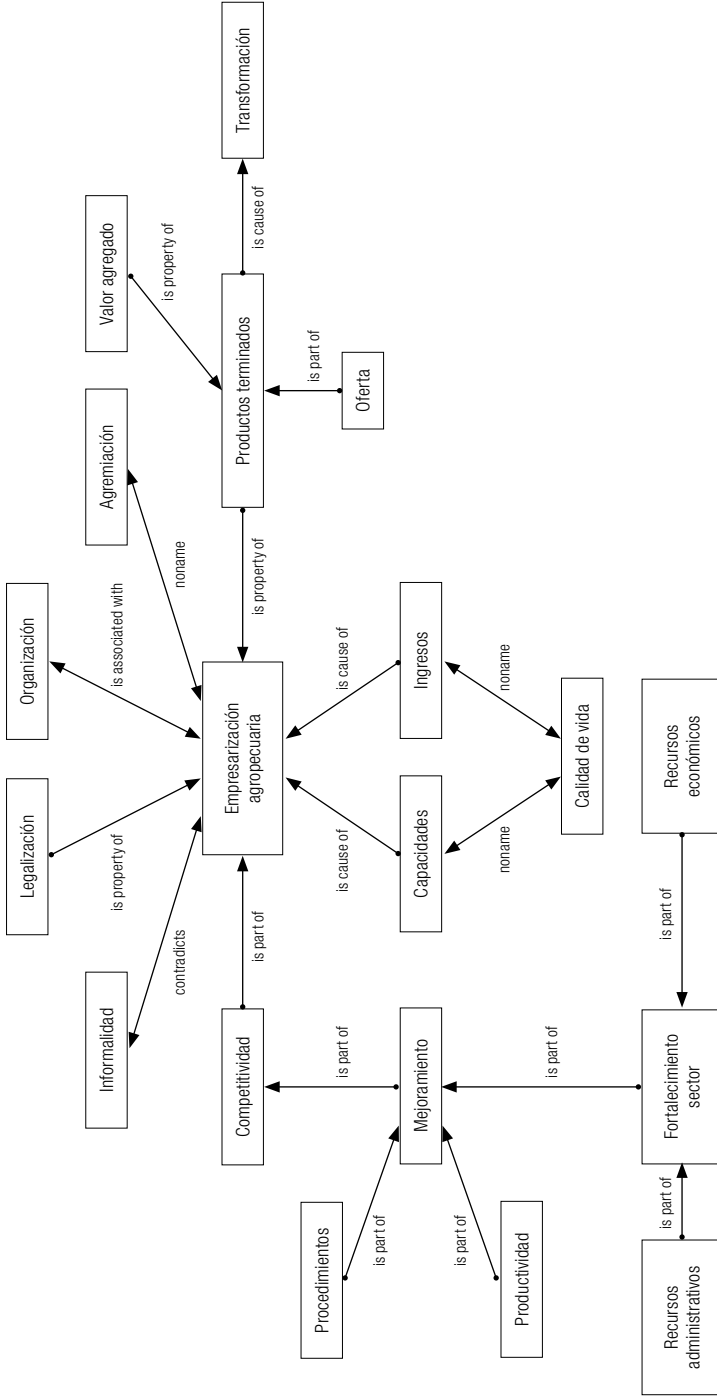 Legalización
Organización
Informalidad
Agremiación
Valor agregado
is property of
is associated with
contradicts
noname
is property of
Competitividad
is part of
Empresarización
agropecuaria
is property of
Productos terminados
is cause of
Transformación
is part of
is cause of
is cause of
is part of
Procedimientos
is part of
Oferta
Mejoramiento
Capacidades
Ingresos
is part of
Productividad
is part of
noname
noname
Calidad de vida
Recursos
administrativos
is part of
Fortalecimiento
sector
is part of
Recursos
económicos